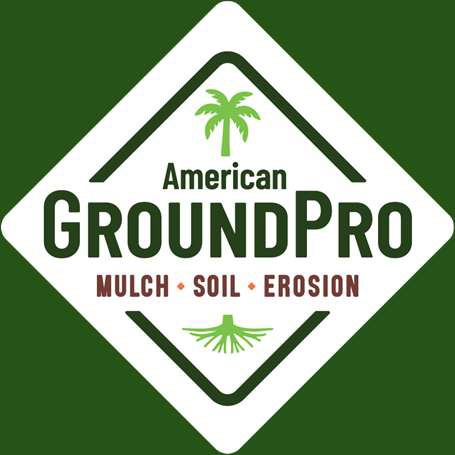 American
GROUNDPRO
MULCH • SOIL • EROSION